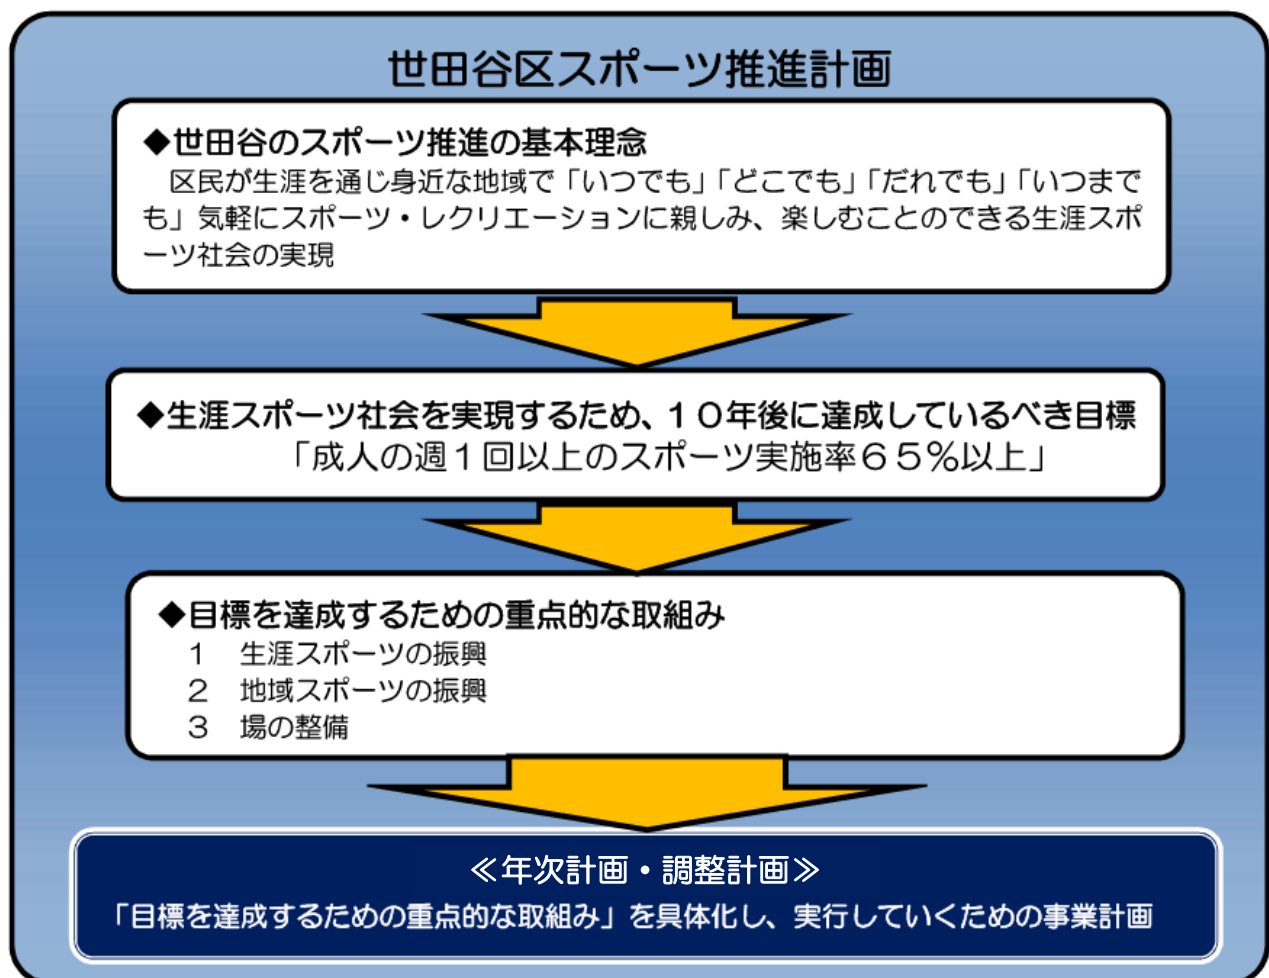 世田谷区スポーツ推進計画
◆世田谷のスポーツ推進の基本理念
　区民が生涯を通じ身近な地域で「いつでも」「どこでも」「だれでも」「いつまで
も」気軽にスポーツ・レクリエーションに親しみ、楽しむことのできる生涯スポ
ーツ社会の実現
◆生涯スポーツ社会を実現するため、１０年後に達成しているべき目標
「成人の週１回以上のスポーツ実施率６５％以上」
◆目標を達成するための重点的な取組み
１　生涯スポーツの振興
２　地域スポーツの振興
３　場の整備
≪年次計画・調整計画≫
「目標を達成するための重点的な取組み」を具体化し、実行していくための事業計画